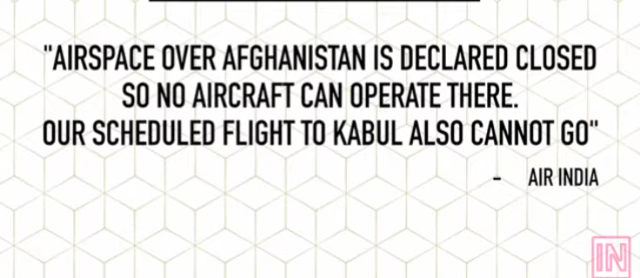 "AIRSPACE OVER AFGHANISTAN IS DECLARED CLOSED
SO NO AIRCRAFT CAN OPERATE THERE.
OUR SCHEDULED FLIGHT TO KABUL ALSO CANNOT GO"
- AIR INDIA
IN